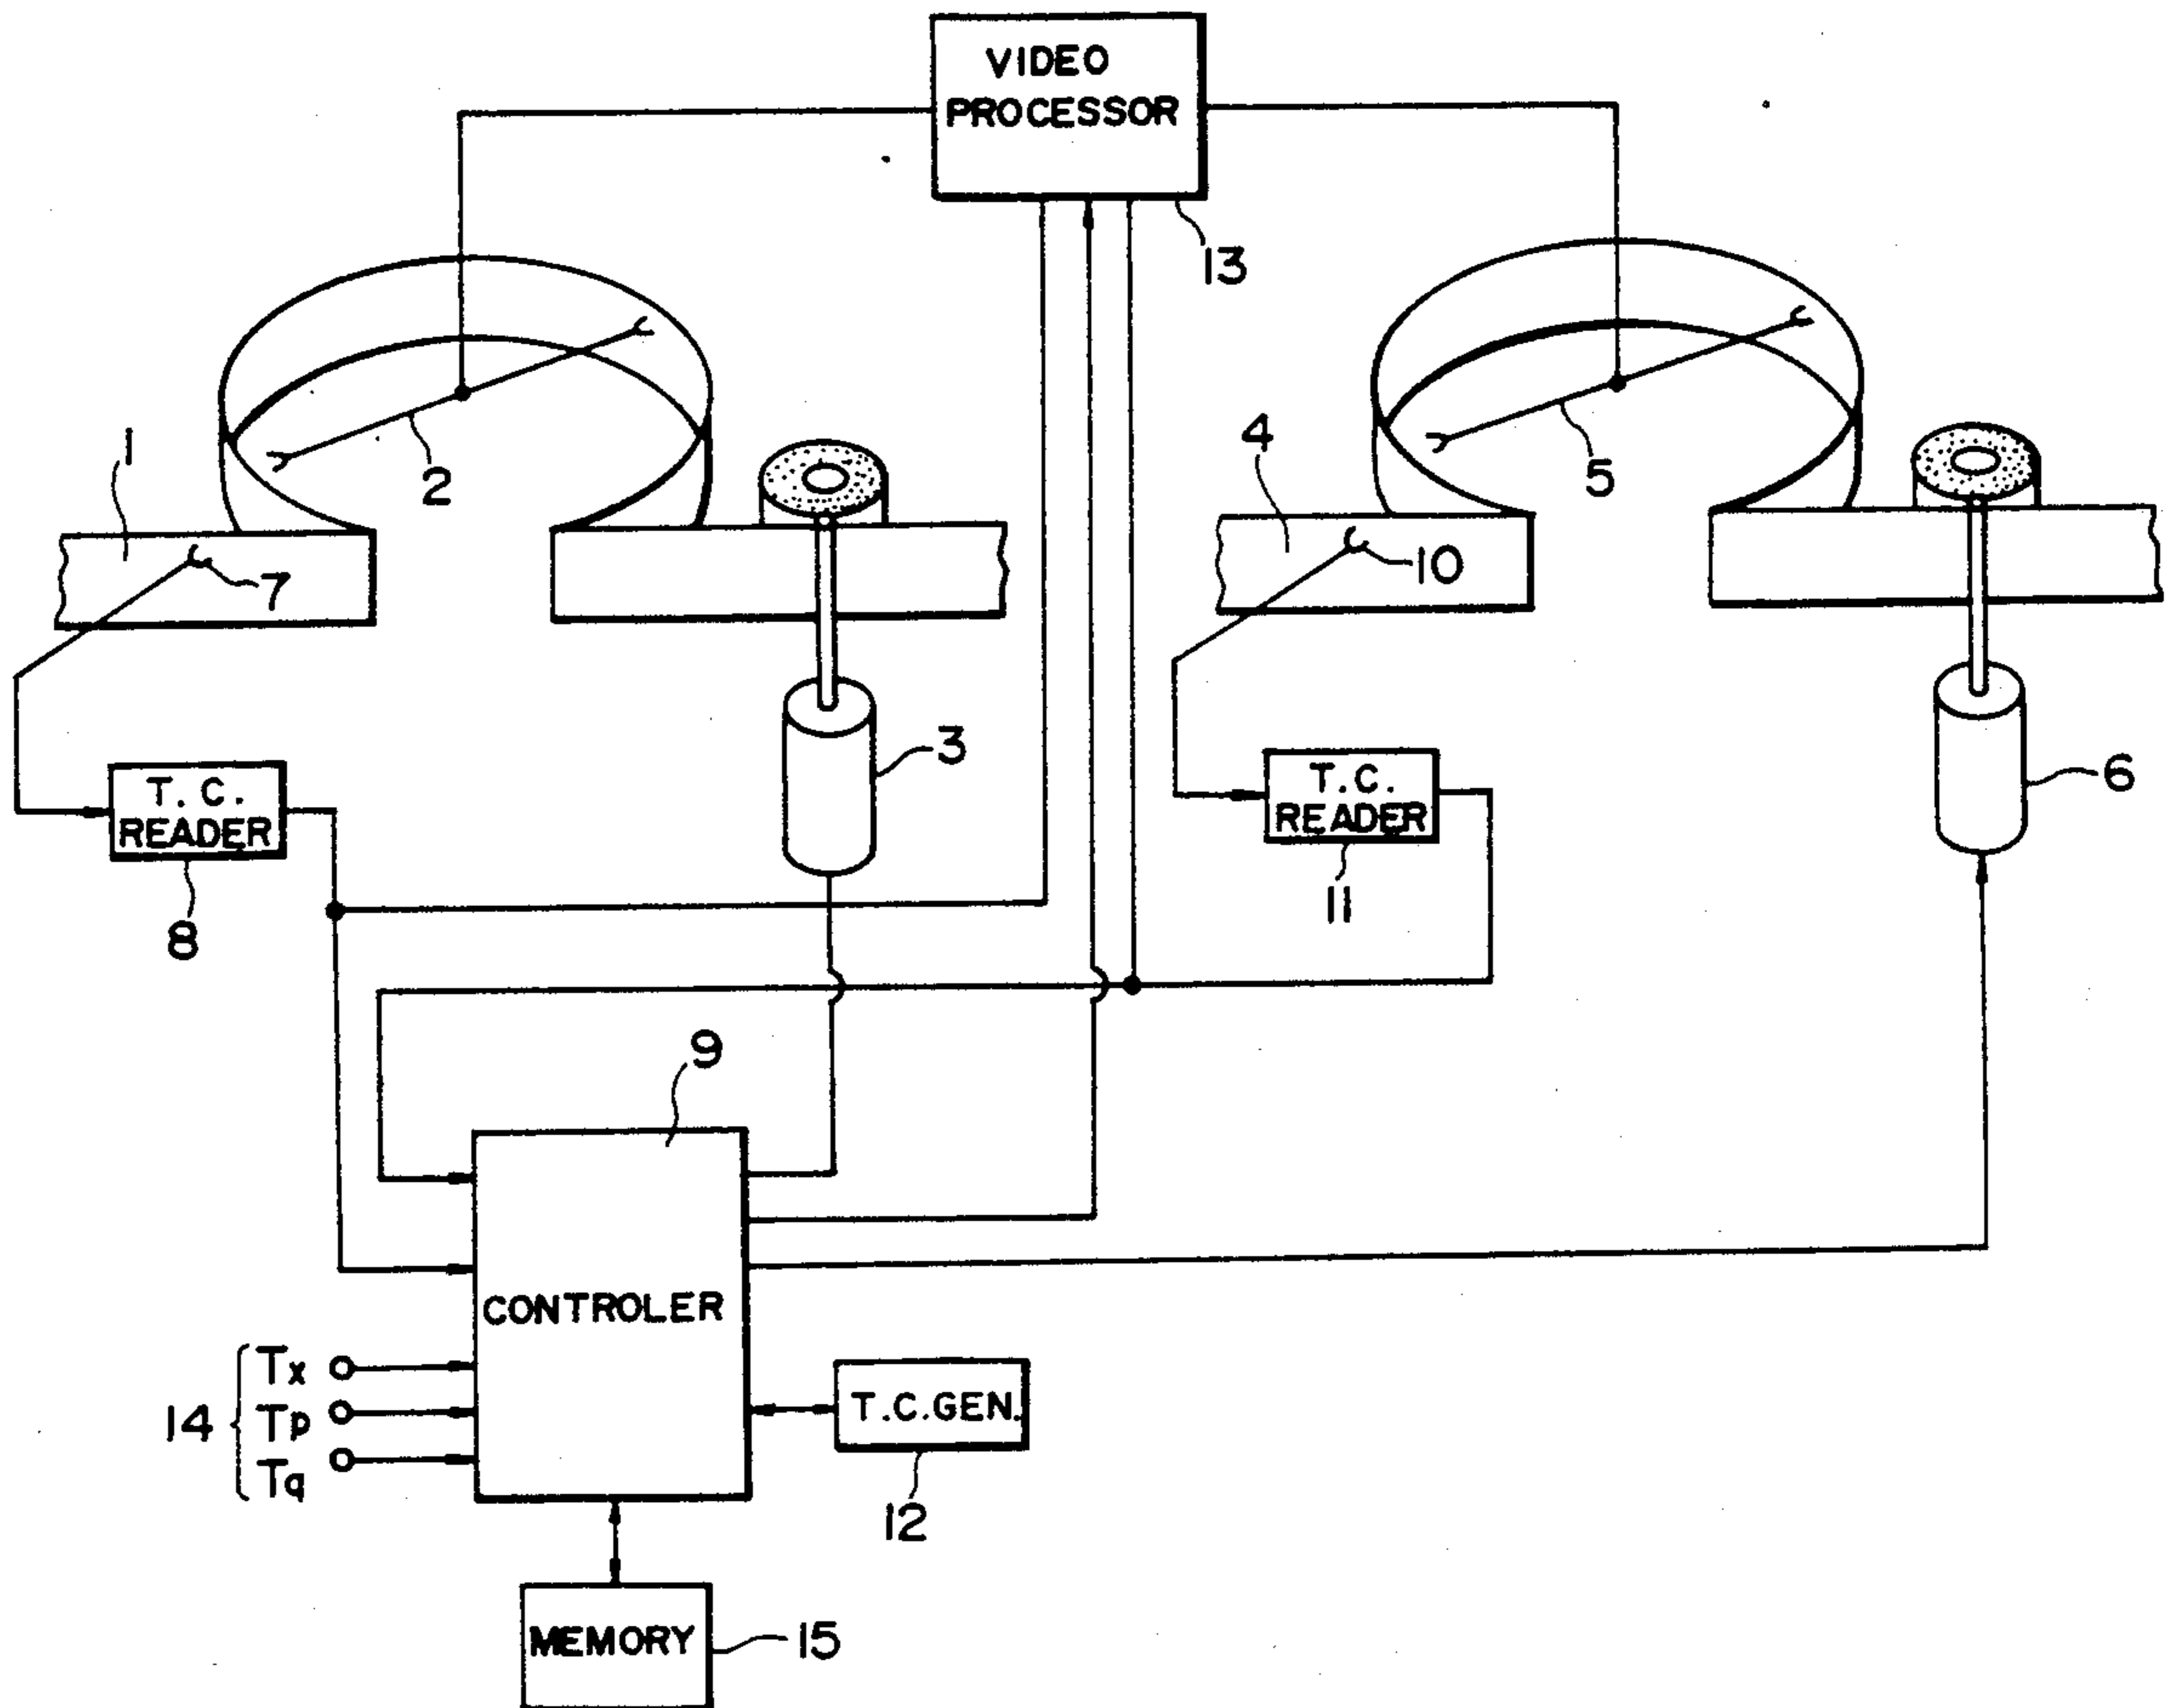 VIDEO
PROCESSOR
13
1
2
4
5
7
10
3
6
T. C.
READER
8
T.C.
READER
11
9
CONTROLER
14
Tx
Tp
Tq
T.C.GEN.
12
MEMORY
15